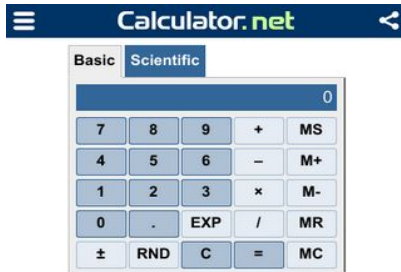 Calculator.net
Basic Scientific
0
7 8 9 + MS
4 5 6 – M+
1 2 3 × M-
0 . EXP / MR
± RND C = MC